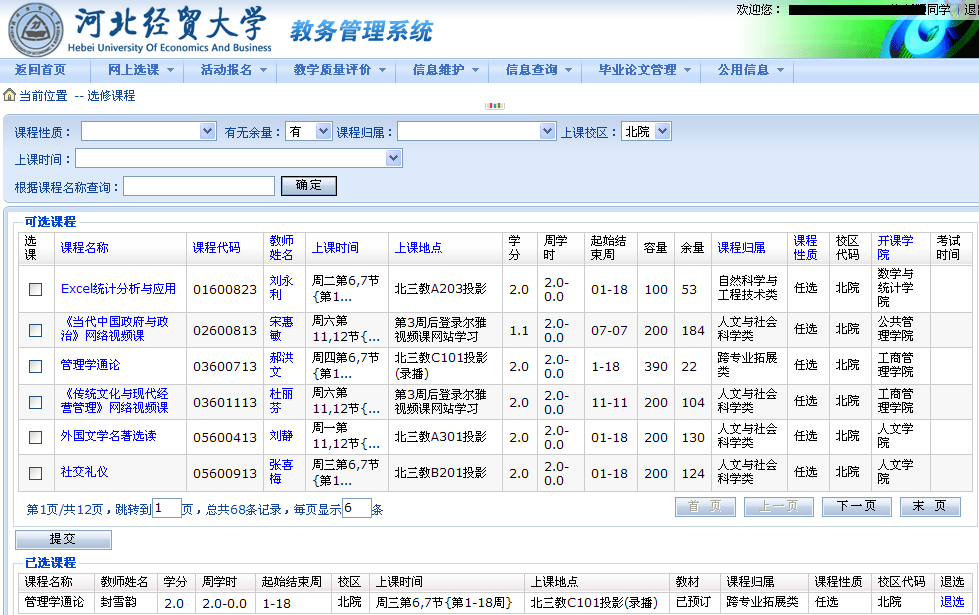 河北经贸大学 教务管理系统
Hebei University Of Economics And Business
欢迎您：
同学 | 退出
返回首页 网上选课 活动报名 教学质量评价 信息维护 信息查询 毕业论文管理 公用信息
当前位置 -- 选修课程
课程性质： 有无余量：有 课程归属： 上课校区：北院
上课时间：
根据课程名称查询： 确定
可选课程
选课 课程名称 课程代码 教师姓名 上课时间 上课地点 学分 周学时 起始结束周 容量 余量 课程归属 课程性质 校区代码 开课学院 考试时间
Excel统计分析与应用 01600823 刘永利 周二第6,7节{第1... 北三教A203投影 2.0 2.0-0.0 01-18 100 53 自然科学与工程技术类 任选 北院 数学与统计学院
《当代中国政府与政治》网络视频课 02600813 宋惠敏 周六第11,12节{... 第3周后登录尔雅视频课网站学习 1.1 2.0-0.0 07-07 200 184 人文与社会科学类 任选 北院 公共管理学院
管理学通论 03600713 郝洪文 周四第6,7节{第1... 北三教C101投影(录播) 2.0 2.0-0.0 1-18 390 22 跨专业拓展类 任选 北院 工商管理学院
《传统文化与现代经营管理》网络视频课 03601113 杜丽芬 周六第11,12节{... 第3周后登录尔雅视频课网站学习 2.0 2.0-0.0 11-11 200 104 人文与社会科学类 任选 北院 工商管理学院
外国文学名著选读 05600413 刘静 周一第11,12节{... 北三教A301投影 2.0 2.0-0.0 01-18 200 130 人文与社会科学类 任选 北院 人文学院
社交礼仪 05600913 张喜梅 周三第6,7节{第1... 北三教B201投影 2.0 2.0-0.0 01-18 200 124 人文与社会科学类 任选 北院 人文学院
第1页/共12页，跳转到1页，总共68条记录，每页显示6条 首 页 上一页 下一页 末 页
提交
已选课程
课程名称 教师姓名 学分 周学时 起始结束周 校区 上课时间 上课地点 教材 课程归属 课程性质 校区代码 退选
管理学通论 封雪韵 2.0 2.0-0.0 1-18 北院 周三第6,7节{第1-18周} 北三教C101投影(录播) 已预订 跨专业拓展类 任选 北院 退选